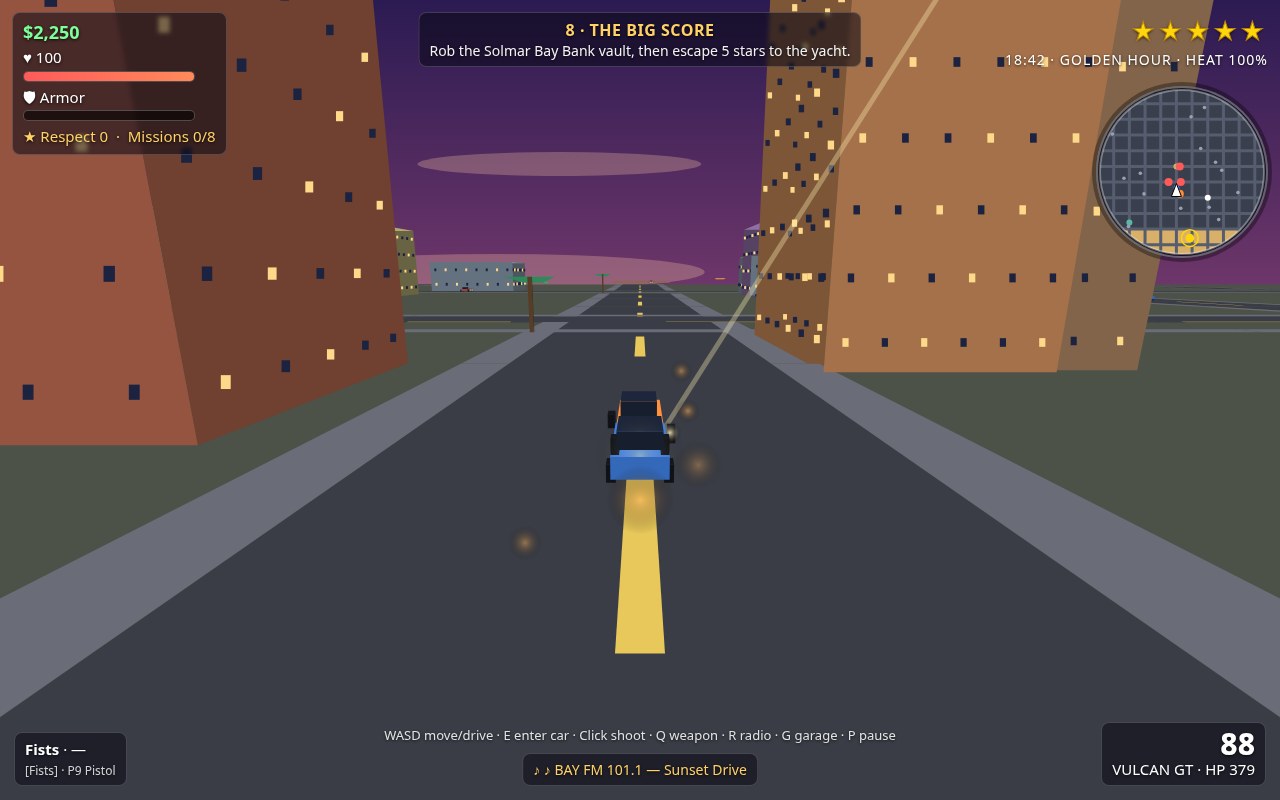 $2,250
♥ 100
Armor
★ Respect 0 · Missions 0/8
8 · THE BIG SCORE
Rob the Solmar Bay Bank vault, then escape 5 stars to the yacht.
18:42 · GOLDEN HOUR · HEAT 100%
WASD move/drive · E enter car · Click shoot · Q weapon · R radio · G garage · P pause
♪ ♪ BAY FM 101.1 — Sunset Drive
Fists · —
[Fists] · P9 Pistol
88
VULCAN GT · HP 379